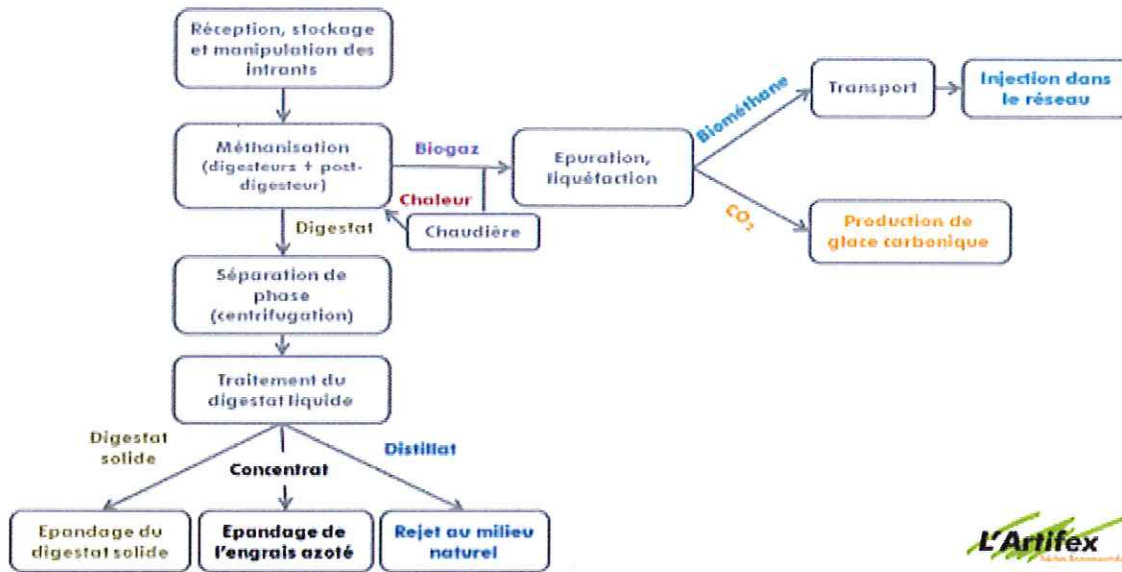 Réception, stockage
et manipulation des
intrants
Méthanisation
(digesteurs + post-
digesteur)
Biogaz
Chaleur
Chaudière
Epuration,
liquéfaction
Biométhane
Transport
Injection dans
le réseau
CO₂
Production de
glace carbonique
Digestat
Séparation de
phase
(centrifugation)
Traitement du
digestat liquide
Digestat
solide
Concentrat
Distillat
Epandage du
digestat solide
Epandage de
l'engrais azoté
Rejet au milieu
naturel
L'Artifex